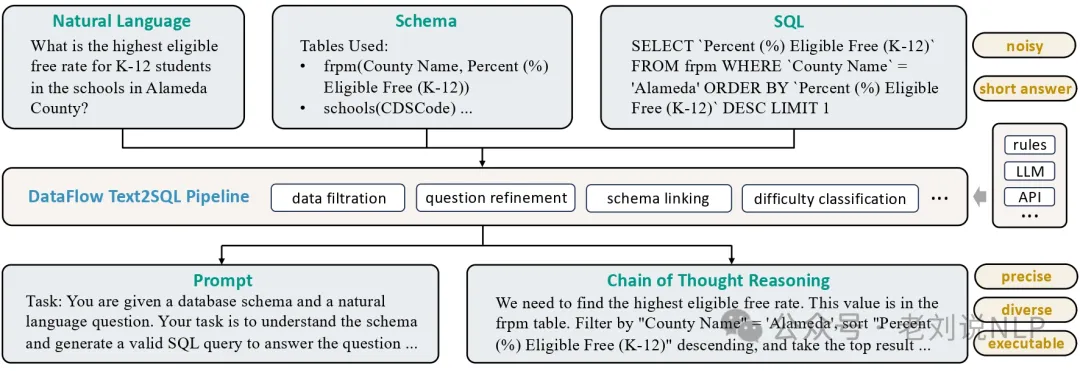 Natural Language
What is the highest eligible
free rate for K-12 students
in the schools in Alameda
County?
Schema
Tables Used:
• frpm(County Name, Percent (%)
Eligible Free (K-12))
• schools(CDSCode) ...
SQL
SELECT `Percent (%) Eligible Free (K-12)`
FROM frpm WHERE `County Name` =
'Alameda' ORDER BY `Percent (%) Eligible
Free (K-12)` DESC LIMIT 1
noisy
short answer
DataFlow Text2SQL Pipeline
data filtration
question refinement
schema linking
difficulty classification
...
rules
LLM
API
...
Prompt
Task: You are given a database schema and a natural
language question. Your task is to understand the schema
and generate a valid SQL query to answer the question ...
Chain of Thought Reasoning
We need to find the highest eligible free rate. This value is in the
frpm table. Filter by "County Name" = 'Alameda', sort "Percent
(%) Eligible Free (K-12)" descending, and take the top result ...
precise
diverse
executable
公众号 · 老刘说NLP